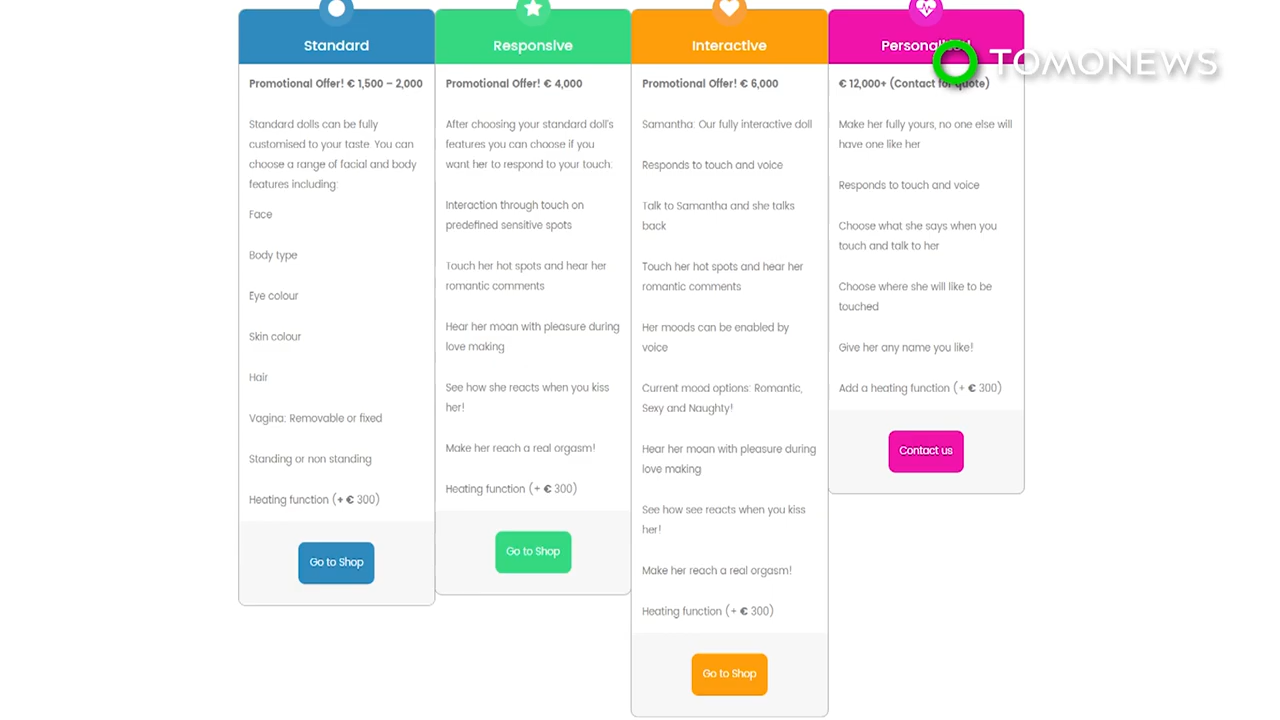 Standard
Promotional Offer! € 1,500 – 2,000
Standard dolls can be fully
customised to your taste. You can
choose a range of facial and body
features including:
Face
Body type
Eye colour
Skin colour
Hair
Vagina: Removable or fixed
Standing or non standing
Heating function (+ € 300)
Go to Shop
Responsive
Promotional Offer! € 4,000
After choosing your standard doll's
features you can choose if you
want her to respond to your touch:
Interaction through touch on
predefined sensitive spots
Touch her hot spots and hear her
romantic comments
Hear her moan with pleasure during
love making
See how she reacts when you kiss
her!
Make her reach a real orgasm!
Heating function (+ € 300)
Go to Shop
Interactive
Promotional Offer! € 6,000
Samantha: Our fully interactive doll
Responds to touch and voice
Talk to Samantha and she talks
back
Touch her hot spots and hear her
romantic comments
Her moods can be enabled by
voice
Current mood options: Romantic,
Sexy and Naughty!
Hear her moan with pleasure during
love making
See how see reacts when you kiss
her!
Make her reach a real orgasm!
Heating function (+ € 300)
Go to Shop
€ 12,000+ (Contact for quote)
Make her fully yours, no one else will
have one like her
Responds to touch and voice
Choose what she says when you
touch and talk to her
Choose where she will like to be
touched
Give her any name you like!
Add a heating function (+ € 300)
Contact us
TOMONEWS